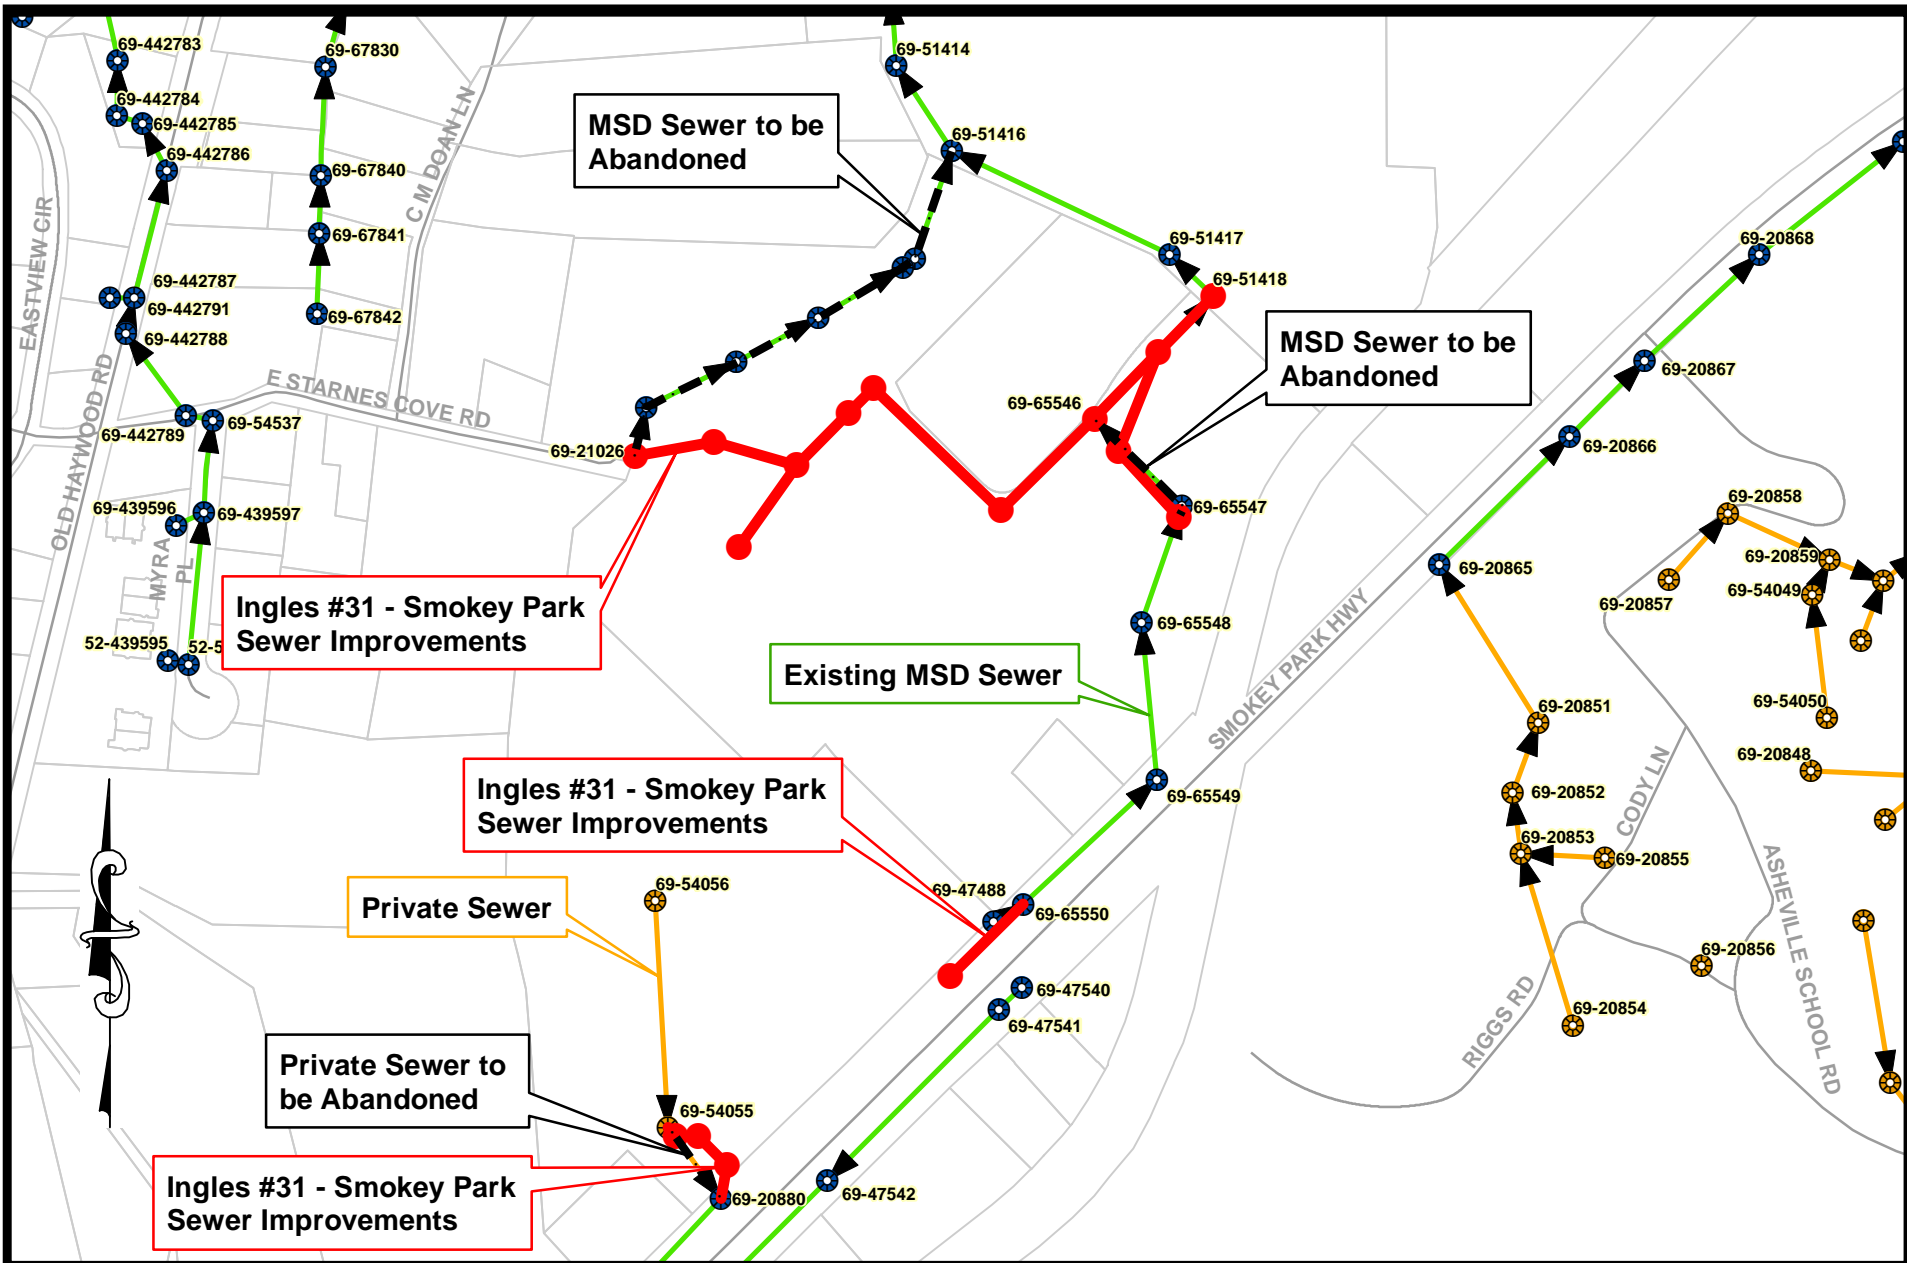 69-442783
69-67830
69-51414
69-442784
69-442785
69-442786
C M DOAN LN
MSD Sewer to be
Abandoned
69-51416
69-67840
69-67841
EASTVIEW CIR
69-442787
69-442791
69-442788
69-67842
69-51417
69-51418
69-20868
MSD Sewer to be
Abandoned
69-20867
OLD HAYWOOD RD
E STARNES COVE RD
69-442789
69-54537
69-21026
69-65546
69-20866
69-439596
69-439597
69-65547
69-20858
MYRA
PL
69-20865
69-20859
69-54049
69-20857
Ingles #31 - Smokey Park
Sewer Improvements
69-65548
52-439595
52-5
Existing MSD Sewer
SMOKEY PARK HWY
69-20851
69-54050
69-20848
Ingles #31 - Smokey Park
Sewer Improvements
69-65549
69-20852
CODY LN
69-20853
69-20855
ASHEVILLE SCHOOL RD
69-54056
Private Sewer
69-47488
69-65550
69-20856
69-47540
69-47541
RIGGS RD
69-20854
Private Sewer to
be Abandoned
69-54055
Ingles #31 - Smokey Park
Sewer Improvements
69-20880
69-47542